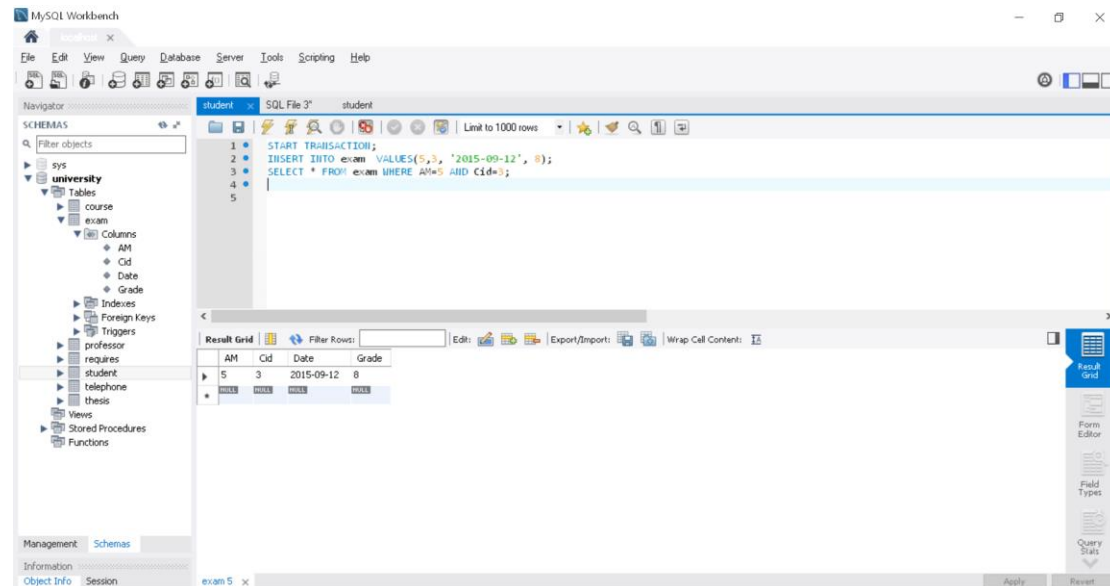 MySQL Workbench
File Edit View Query Database Server Tools Scripting Help
Navigator
student SQL File 3* student
SCHEMAS
Filter objects
Limit to 1000 rows
sys
university
Tables
course
exam
Columns
AM
Cid
Date
Grade
Indexes
Foreign Keys
Triggers
professor
requires
student
telephone
thesis
Views
Stored Procedures
Functions
1 START TRANSACTION;
2 INSERT INTO exam VALUES(5,3, '2015-09-12', 8);
3 SELECT * FROM exam WHERE AM=5 AND Cid=3;
4
5
Result Grid Filter Rows: Edit: Export/Import: Wrap Cell Content:
AM Cid Date Grade
5 3 2015-09-12 8
NULL NULL NULL NULL
Result
Grid
Form
Editor
Field
Types
Query
Stats
Management Schemas
Information
Object Info Session
exam 5
Apply Revert